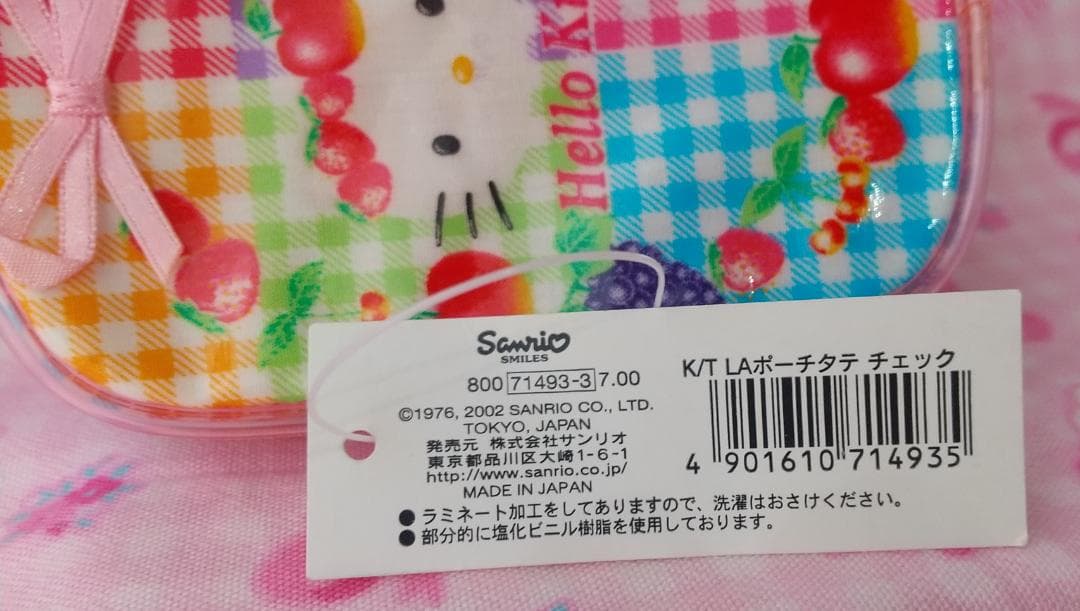 Hello Ki
Sanrio
SMILES
800 71493-3 7.00
©1976, 2002 SANRIO CO., LTD.
TOKYO, JAPAN
発売元 株式会社サンリオ
東京都品川区大崎1-6-1
http://www.sanrio.co.jp/
MADE IN JAPAN
●ラミネート加工をしてありますので、洗濯はおさけください。
●部分的に塩化ビニル樹脂を使用しております。
K/T LAポーチタテ チェック
4 901610 714935